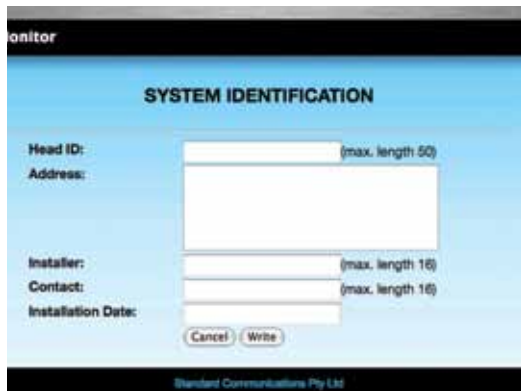 Monitor
SYSTEM IDENTIFICATION
Head ID: (max. length 50)
Address:
Installer: (max. length 16)
Contact: (max. length 16)
Installation Date:
Cancel Write
Standard Communications Pty Ltd